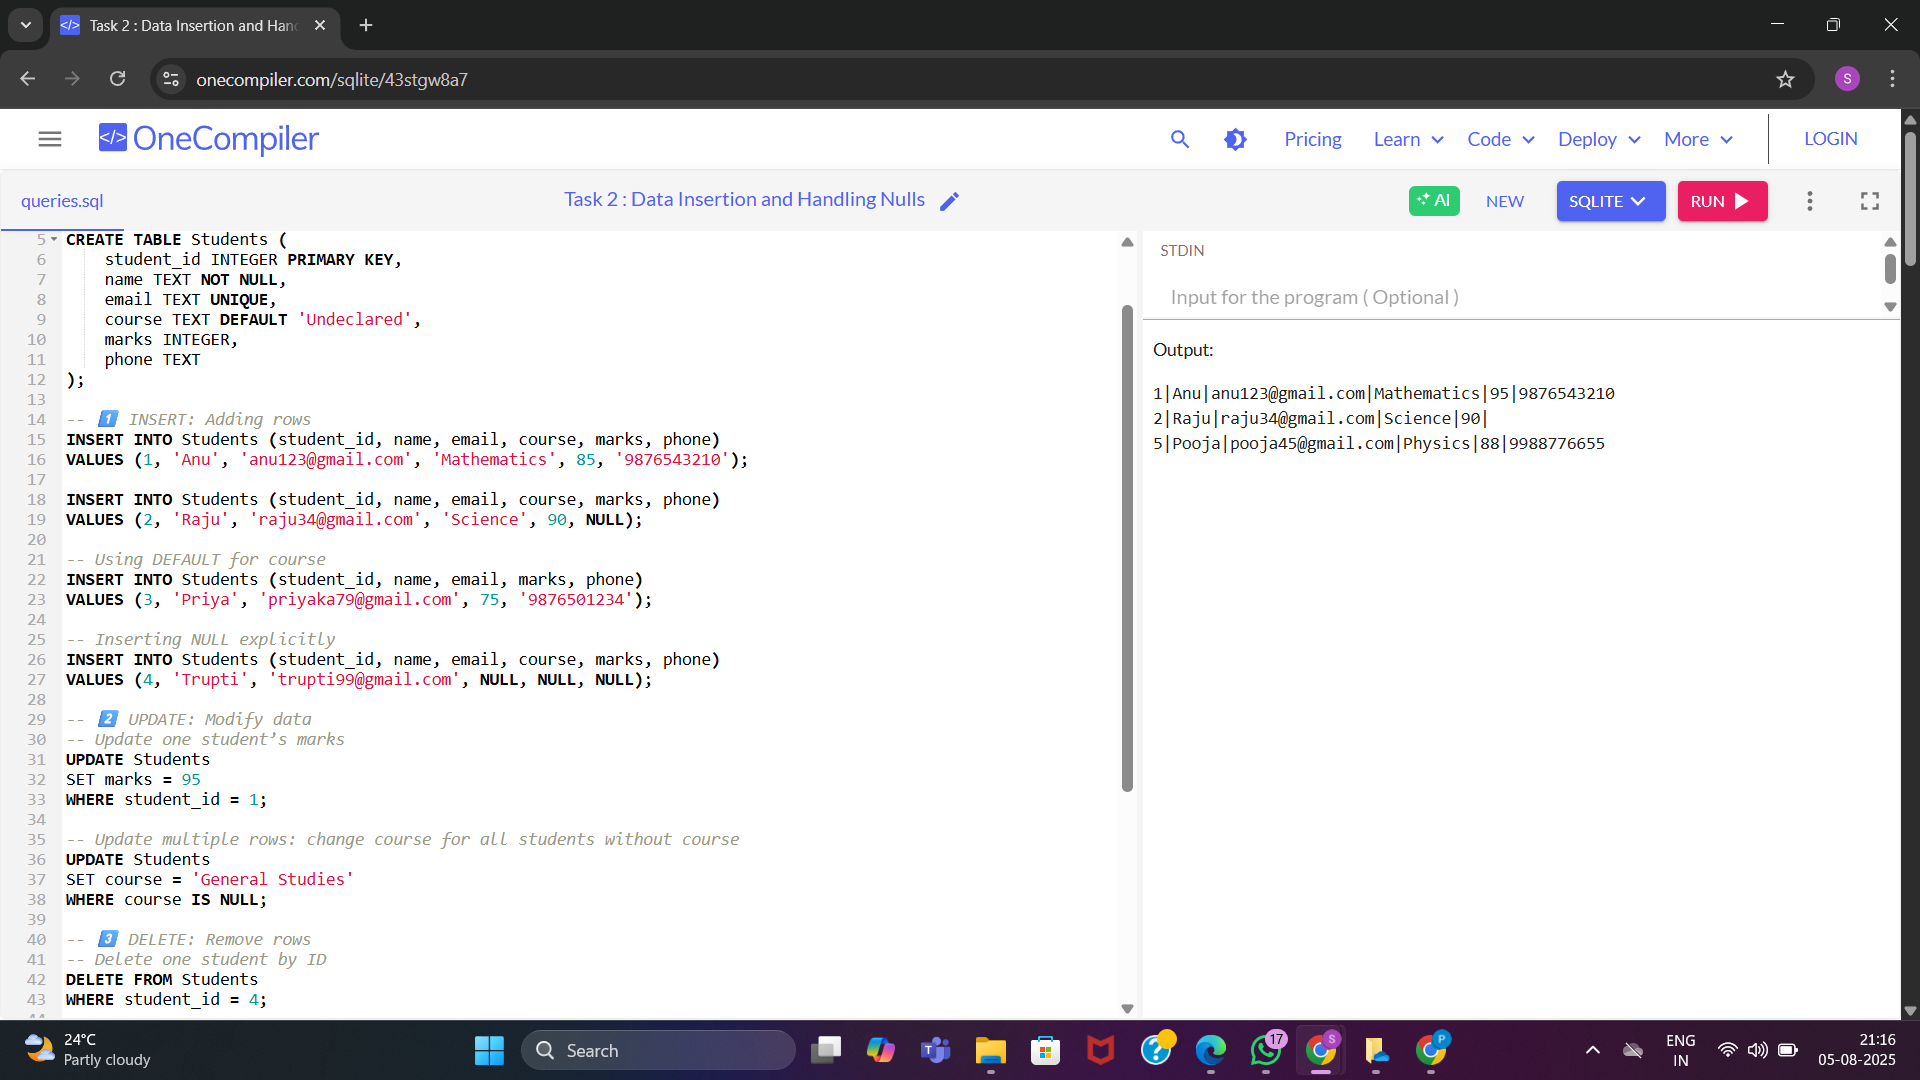 Task 2 : Data Insertion and Han
onecompiler.com/sqlite/43stgw8a7
S
</> OneCompiler
Pricing
Learn
Code
Deploy
More
LOGIN
queries.sql
Task 2 : Data Insertion and Handling Nulls
AI
NEW
SQLITE
RUN
5 CREATE TABLE Students (
6 student_id INTEGER PRIMARY KEY,
7 name TEXT NOT NULL,
8 email TEXT UNIQUE,
9 course TEXT DEFAULT 'Undeclared',
10 marks INTEGER,
11 phone TEXT
12 );
13
14 -- 1️⃣ INSERT: Adding rows
15 INSERT INTO Students (student_id, name, email, course, marks, phone)
16 VALUES (1, 'Anu', 'anu123@gmail.com', 'Mathematics', 85, '9876543210');
17
18 INSERT INTO Students (student_id, name, email, course, marks, phone)
19 VALUES (2, 'Raju', 'raju34@gmail.com', 'Science', 90, NULL);
20
21 -- Using DEFAULT for course
22 INSERT INTO Students (student_id, name, email, marks, phone)
23 VALUES (3, 'Priya', 'priyaka79@gmail.com', 75, '9876501234');
24
25 -- Inserting NULL explicitly
26 INSERT INTO Students (student_id, name, email, course, marks, phone)
27 VALUES (4, 'Trupti', 'trupti99@gmail.com', NULL, NULL, NULL);
28
29 -- 2️⃣ UPDATE: Modify data
30 -- Update one student’s marks
31 UPDATE Students
32 SET marks = 95
33 WHERE student_id = 1;
34
35 -- Update multiple rows: change course for all students without course
36 UPDATE Students
37 SET course = 'General Studies'
38 WHERE course IS NULL;
39
40 -- 3️⃣ DELETE: Remove rows
41 -- Delete one student by ID
42 DELETE FROM Students
43 WHERE student_id = 4;
STDIN
Input for the program ( Optional )
Output:
1|Anu|anu123@gmail.com|Mathematics|95|9876543210
2|Raju|raju34@gmail.com|Science|90|
5|Pooja|pooja45@gmail.com|Physics|88|9988776655
24°C
Partly cloudy
Search
17
S
P
ENG
IN
21:16
05-08-2025